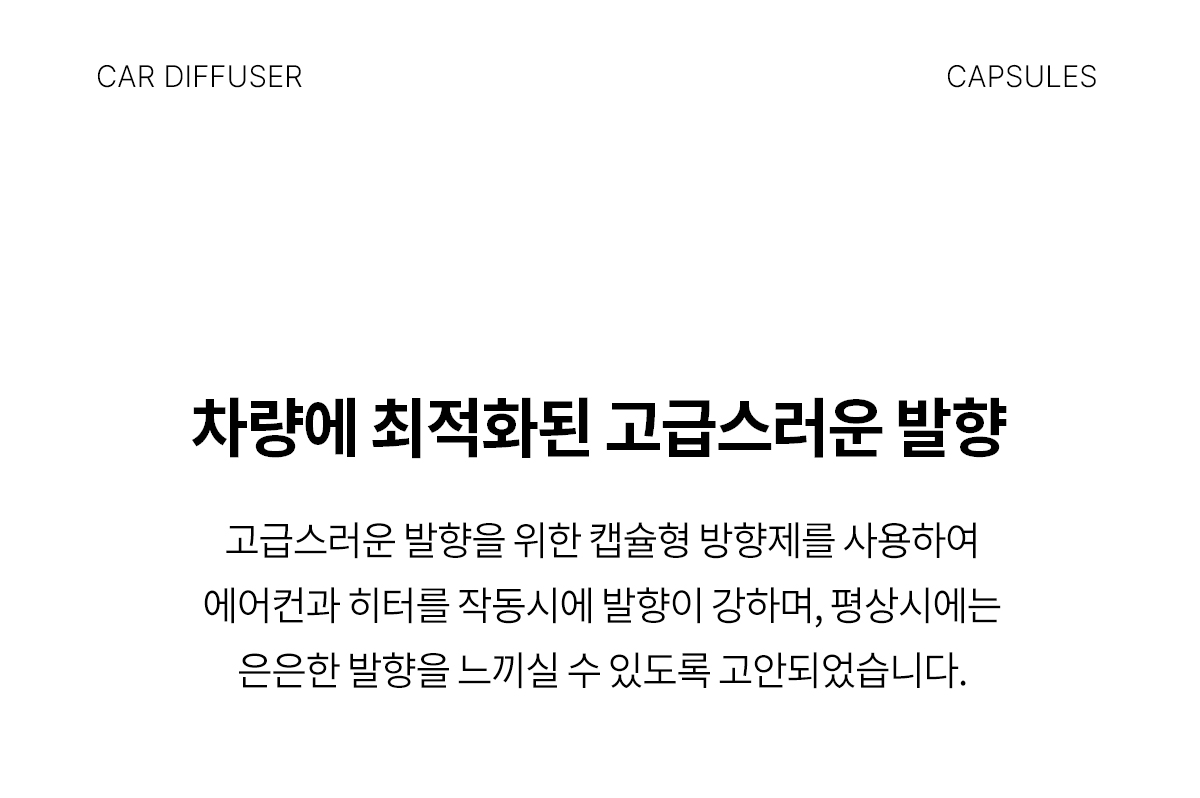 CAR DIFFUSER
CAPSULES
차량에 최적화된 고급스러운 발향
고급스러운 발향을 위한 캡슐형 방향제를 사용하여
에어컨과 히터를 작동시에 발향이 강하며, 평상시에는
은은한 발향을 느끼실 수 있도록 고안되었습니다.